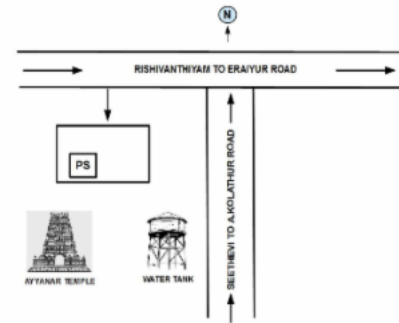 N
RISHIVANTHIYAM TO ERAIYUR ROAD
PS
SEETHEVI TO A.KOLATHUR ROAD
AYYANAR TEMPLE
WATER TANK